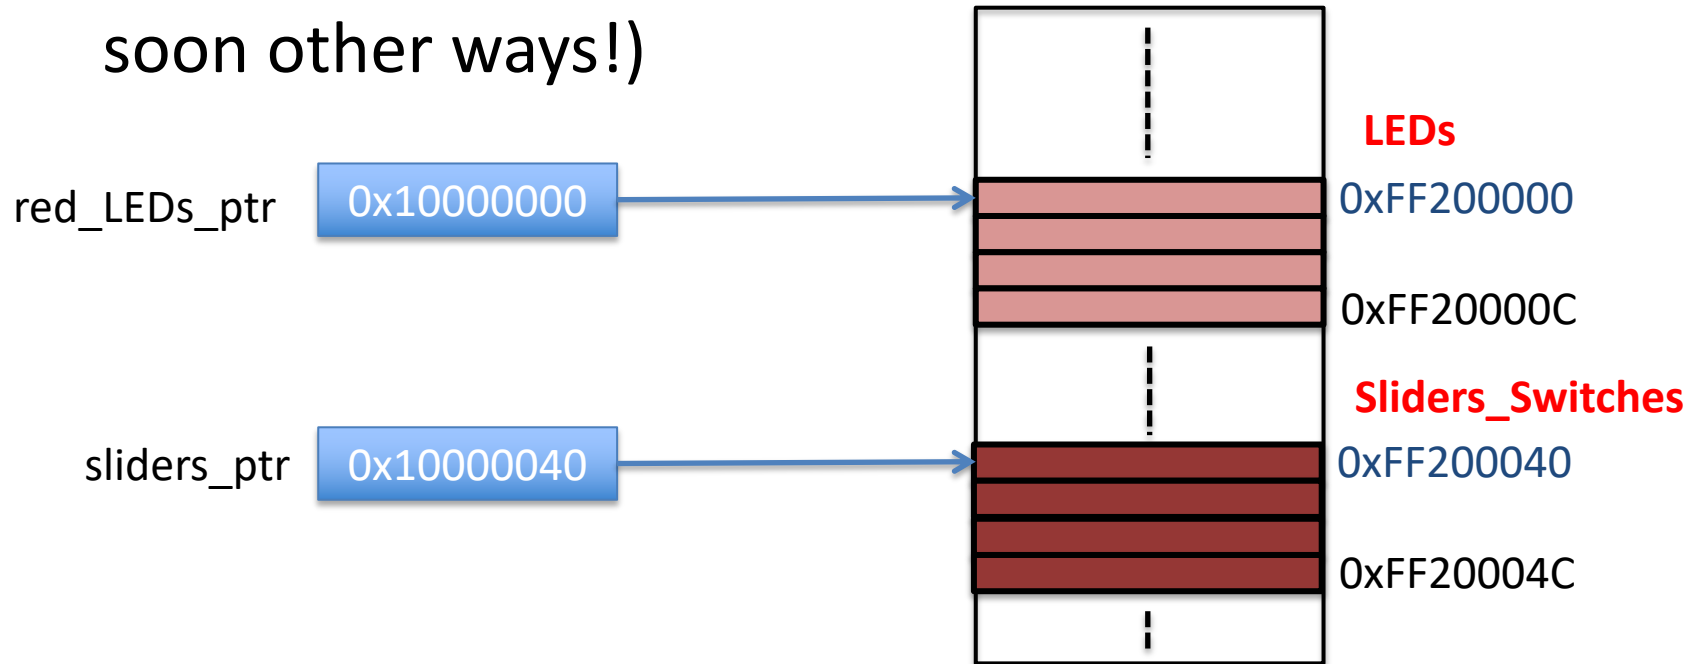 soon other ways!)
LEDs
red_LEDs_ptr 0x10000000 0xFF200000
0xFF20000C
Sliders_Switches
sliders_ptr 0x10000040 0xFF200040
0xFF20004C